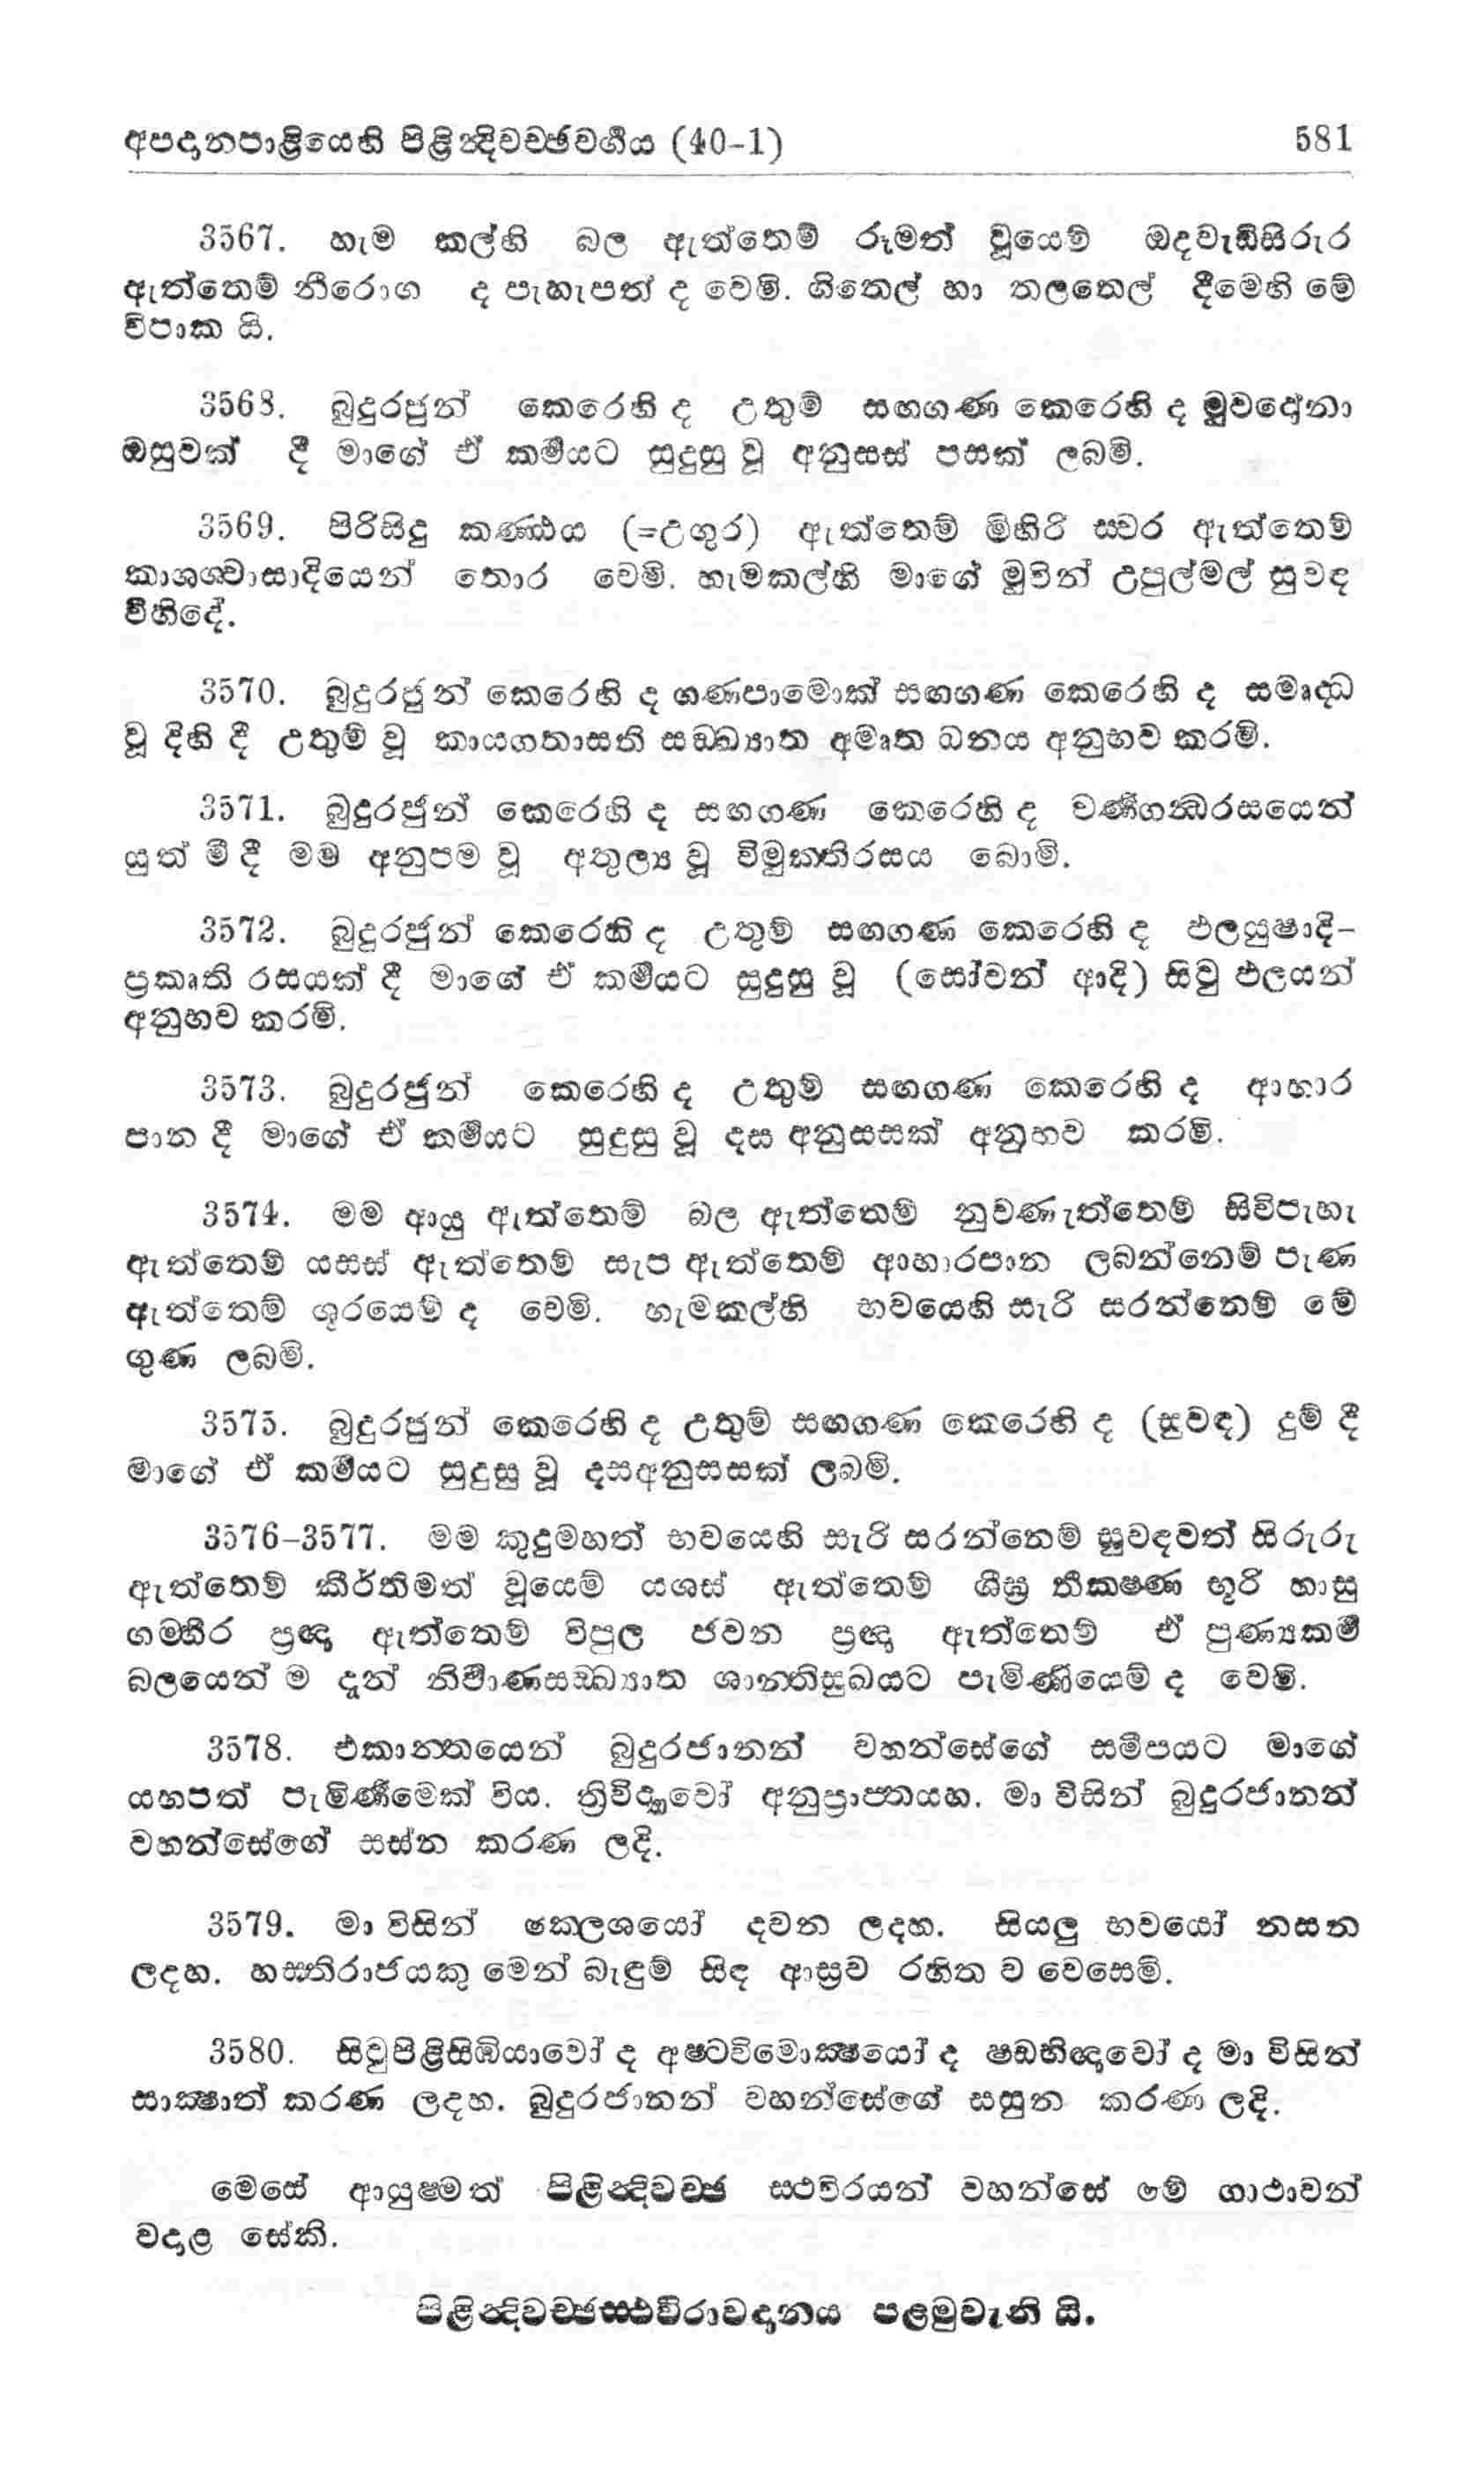 අපදානපාළියෙහි පිළින්‍දිවච්ඡවර්‍ගය (40-1) 581
3567. හැම කල්හි බල ඇත්තෙම් රූමත් වූයෙම් ඔදවැඩිසිරුර
ඇත්තෙම් නීරොග ද පැහැපත් ද වෙමි. ගිතෙල් හා තලතෙල් දීමෙහි මේ
විපාක යි.
3568. බුදුරජුන් කෙරෙහි ද උතුම් සඟගණ කෙරෙහි ද මුවදෝනා
ඔසුවක් දී මාගේ ඒ කර්‍මයට සුදුසු වූ අනුසස් පසක් ලබමි.
3569. පිරිසිදු කණ්ඨය (=උගුර) ඇත්තෙම් මිහිරි ස්වර ඇත්තෙම්
කාශශ්වාසාදියෙන් තොර වෙමි. හැමකල්හි මාගේ මුවින් උපුල්මල් සුවඳ
විහිදේ.
3570. බුදුරජුන් කෙරෙහි ද ගණපාමොක් සඟගණ කෙරෙහි ද සමෘද්ධ
වූ දිහි දී උතුම් වූ කායගතාසති සඞ්ඛ්‍යාත අමෘත ධනය අනුභව කරමි.
3571. බුදුරජුන් කෙරෙහි ද සඟගණ කෙරෙහි ද වර්‍ණගන්‍ධරසයෙන්
යුත් මී දී මම අනුපම වූ අතුල්‍ය වූ විමුක්තිරසය බොමි.
3572. බුදුරජුන් කෙරෙහි ද උතුම් සඟගණ කෙරෙහි ද ඵලයුෂාදි-
ප්‍රකෘති රසයක් දී මාගේ ඒ කර්‍මයට සුදුසු වූ (සෝවන් ආදි) සිවු ඵලයන්
අනුභව කරමි.
3573. බුදුරජුන් කෙරෙහි ද උතුම් සඟගණ කෙරෙහි ද ආහාර
පාන දී මාගේ ඒ කර්‍මයට සුදුසු වූ දස අනුසසක් අනුභව කරමි.
3574. මම ආයු ඇත්තෙම් බල ඇත්තෙම් නුවණැත්තෙම් සිවිපැහැ
ඇත්තෙම් යසස් ඇත්තෙම් සැප ඇත්තෙම් ආහාරපාන ලබන්නෙම් පැණ
ඇත්තෙම් ශූරයෙම් ද වෙමි. හැමකල්හි භවයෙහි සැරි සරන්නෙම් මේ
ගුණ ලබමි.
3575. බුදුරජුන් කෙරෙහි ද උතුම් සඟගණ කෙරෙහි ද (සුවඳ) දුම් දී
මාගේ ඒ කර්‍මයට සුදුසු වූ දසඅනුසසක් ලබමි.
3576-3577. මම කුදුමහත් භවයෙහි සැරි සරන්නෙම් සුවඳවත් සිරුරු
ඇත්තෙම් කීර්තිමත් වූයෙම් යශස් ඇත්තෙම් ශීඝ්‍ර තීක්ෂණ භූරි හාසු
ගම්භීර ප්‍රඥා ඇත්තෙම් විපුල ජවන ප්‍රඥා ඇත්තෙම් ඒ පුණ්‍යකර්‍ම
බලයෙන් ම දැන් නිර්‍වාණසඞ්ඛ්‍යාත ශාන්තිසුඛයට පැමිණියෙම් ද වෙමි.
3578. එකාන්තයෙන් බුදුරජානන් වහන්සේගේ සමීපයට මාගේ
යහපත් පැමිණීමෙක් විය. ත්‍රිවිද්‍යාවෝ අනුප්‍රාප්තයහ. මා විසින් බුදුරජානන්
වහන්සේගේ සස්න කරණ ලදි.
3579. මා විසින් ෂක්ලශයෝ දවන ලදහ. සියලු භවයෝ නසන
ලදහ. හස්තිරාජයකු මෙන් බැඳුම් සිඳ ආස්‍රව රහිත ව වෙසෙමි.
3580. සිවුපිළිසිඹියාවෝ ද අෂ්ටවිමොක්ෂයෝ ද ෂඩභිඥාවෝ ද මා විසින්
සාක්ෂාත් කරණ ලදහ. බුදුරජානන් වහන්සේගේ සසුන කරණ ලදි.
මෙසේ ආයුෂ්මත් පිළින්‍දිවච්ඡ ස්ථවිරයන් වහන්සේ මේ ගාථාවන්
වදාළ සේකි.
පිළින්‍දිවච්ඡස්ථවිරාවදානය පළමුවැනි යි.